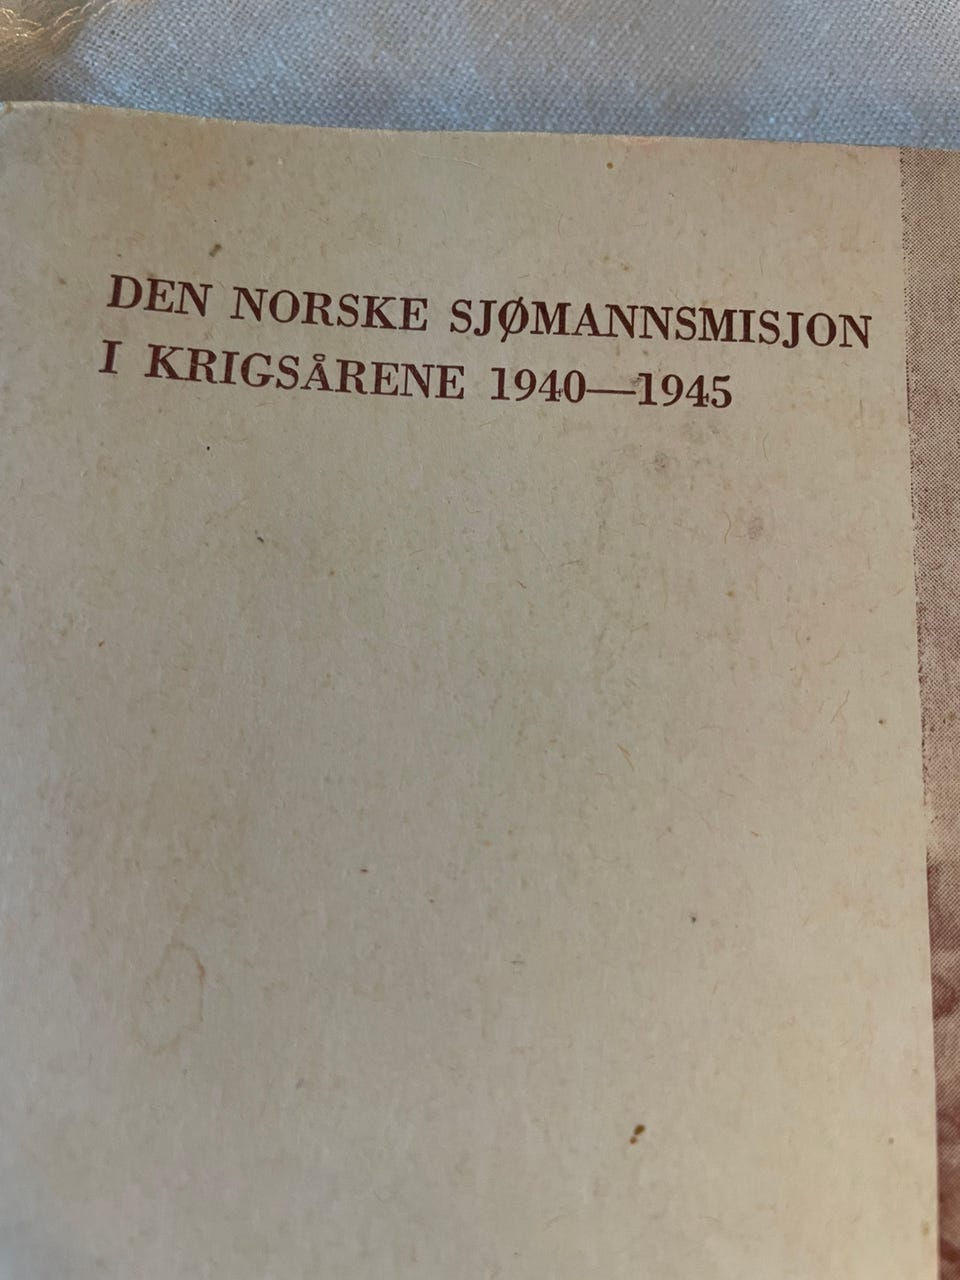 DEN NORSKE SJØMANNSMISJON
I KRIGSÅRENE 1940—1945